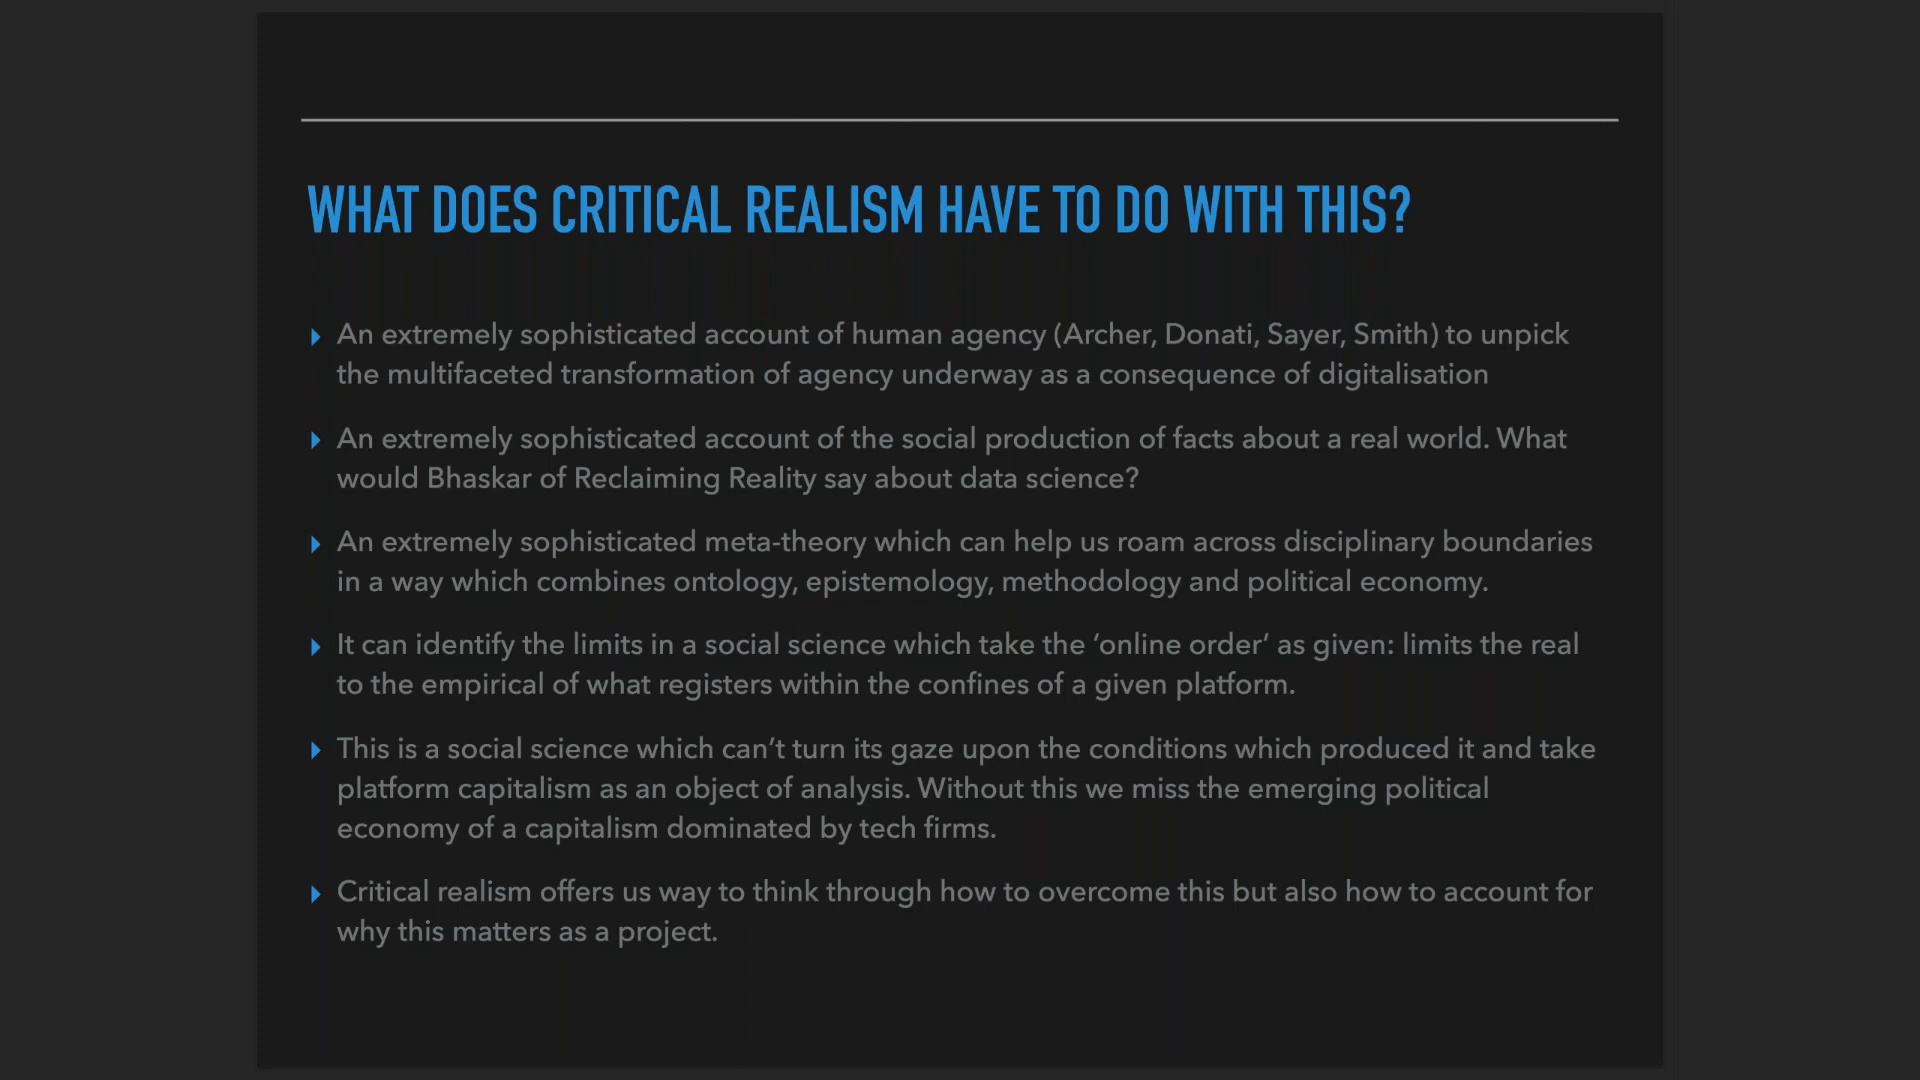 WHAT DOES CRITICAL REALISM HAVE TO DO WITH THIS?
An extremely sophisticated account of human agency (Archer, Donati, Sayer, Smith) to unpick
the multifaceted transformation of agency underway as a consequence of digitalisation
An extremely sophisticated account of the social production of facts about a real world. What
would Bhaskar of Reclaiming Reality say about data science?
An extremely sophisticated meta-theory which can help us roam across disciplinary boundaries
in a way which combines ontology, epistemology, methodology and political economy.
It can identify the limits in a social science which take the ‘online order’ as given: limits the real
to the empirical of what registers within the confines of a given platform.
This is a social science which can’t turn its gaze upon the conditions which produced it and take
platform capitalism as an object of analysis. Without this we miss the emerging political
economy of a capitalism dominated by tech firms.
Critical realism offers us way to think through how to overcome this but also how to account for
why this matters as a project.